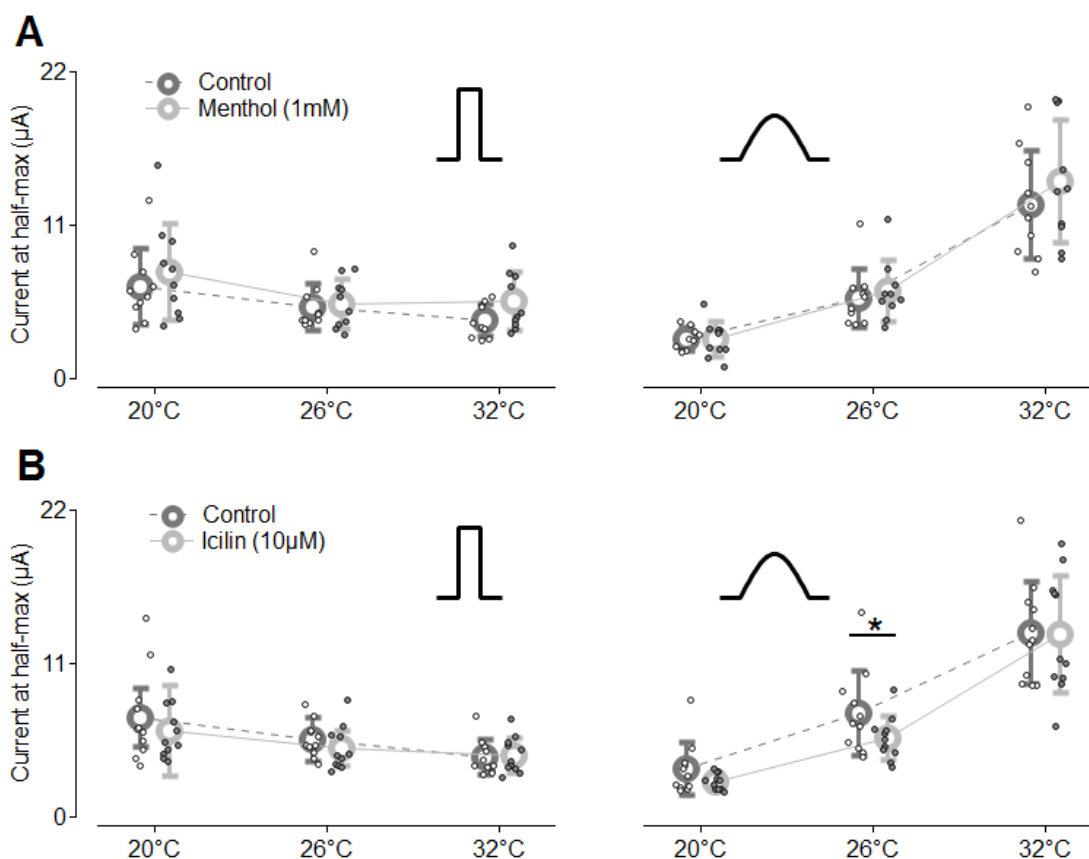 A
22
Control
Menthol (1mM)
11
Current at half-max (µA)
0
20°C 26°C 32°C 20°C 26°C 32°C
B
22
Control
Icilin (10µM)
*
11
Current at half-max (µA)
0
20°C 26°C 32°C 20°C 26°C 32°C